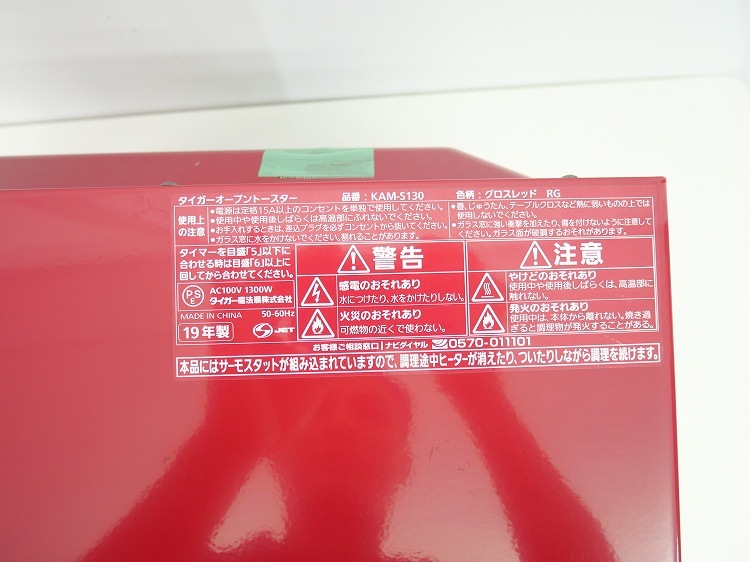 タイガーオーブントースター 品番：KAM-S130 色柄：グロスレッド RG
使用上の注意
•電源は定格15A以上のコンセントを単独で使用してください。
•使用中や使用後しばらくは高温部にふれないでください。
•お手入れするときは、差込プラグを必ずコンセントから抜いてください。
•ガラス窓に水をかけないでください。割れることがあります。
•畳、じゅうたん、テーブルクロスなど熱に弱いものの上では使用しないでください。
•ガラス窓に強い衝撃を加えたり、傷を付けないように注意してください。ガラス面が破損するおそれがあります。
タイマーを目盛「5」以下に
合わせる時は目盛「6」以上に
回してから合わせてください。
PSE
AC100V 1300W
タイガー魔法瓶株式会社
MADE IN CHINA 50-60Hz
19年製 S JET
警告
感電のおそれあり
水につけたり、水をかけたりしない。
火災のおそれあり
可燃物の近くで使わない。
注意
やけどのおそれあり
使用中や使用後しばらくは、高温部に
触れない。
発火のおそれあり
使用中は、本体から離れない。焼き過
ぎると調理物が発火することがある。
お客様ご相談窓口 ナビダイヤル 0570-011101
本品にはサーモスタットが組み込まれていますので、調理途中ヒーターが消えたり、ついたりしながら調理を続けます。